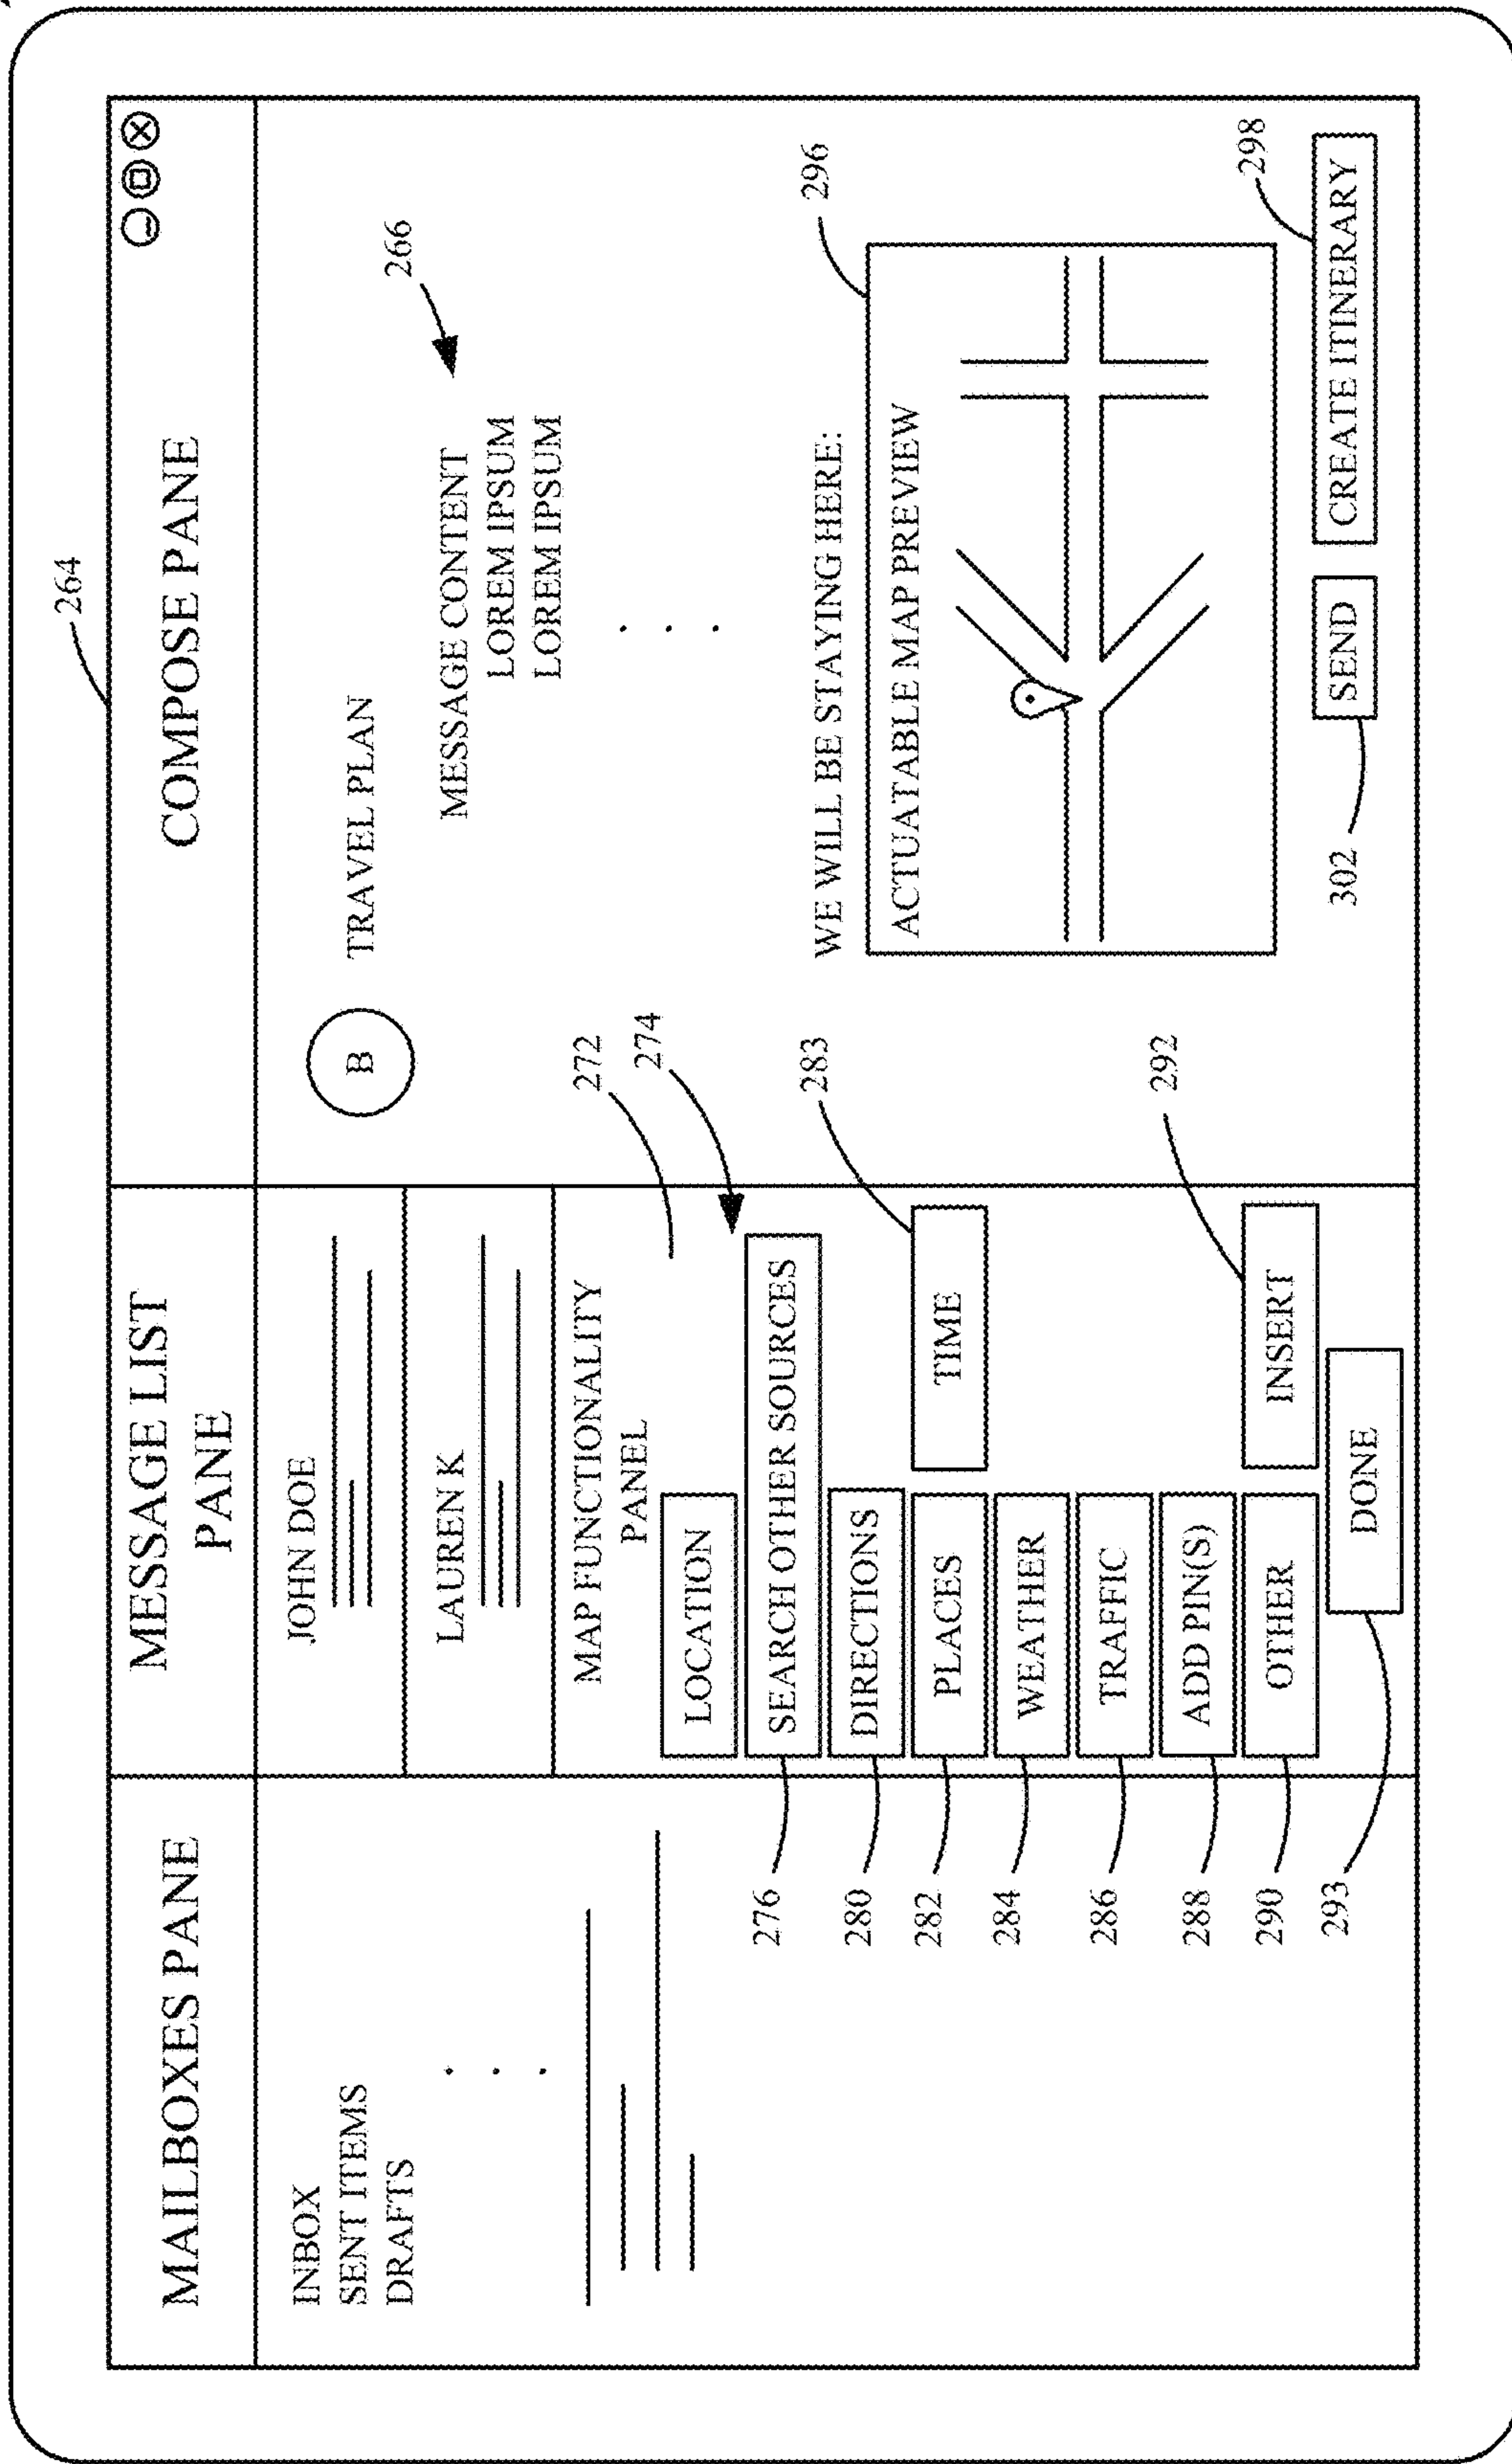 264
MAILBOXES PANE
INBOX
SENT ITEMS
DRAFTS
MESSAGE LIST
PANE
JOHN DOE
LAUREN K
MAP FUNCTIONALITY
PANEL
272
274
LOCATION
SEARCH OTHER SOURCES
276
DIRECTIONS
280
PLACES
282
TIME
283
WEATHER
284
TRAFFIC
286
ADD PIN(S)
288
OTHER
290
INSERT
292
DONE
293
COMPOSE PANE
B
TRAVEL PLAN
266
MESSAGE CONTENT
LOREM IPSUM
LOREM IPSUM
WE WILL BE STAYING HERE:
296
ACTUATABLE MAP PREVIEW
SEND
302
CREATE ITINERARY
298